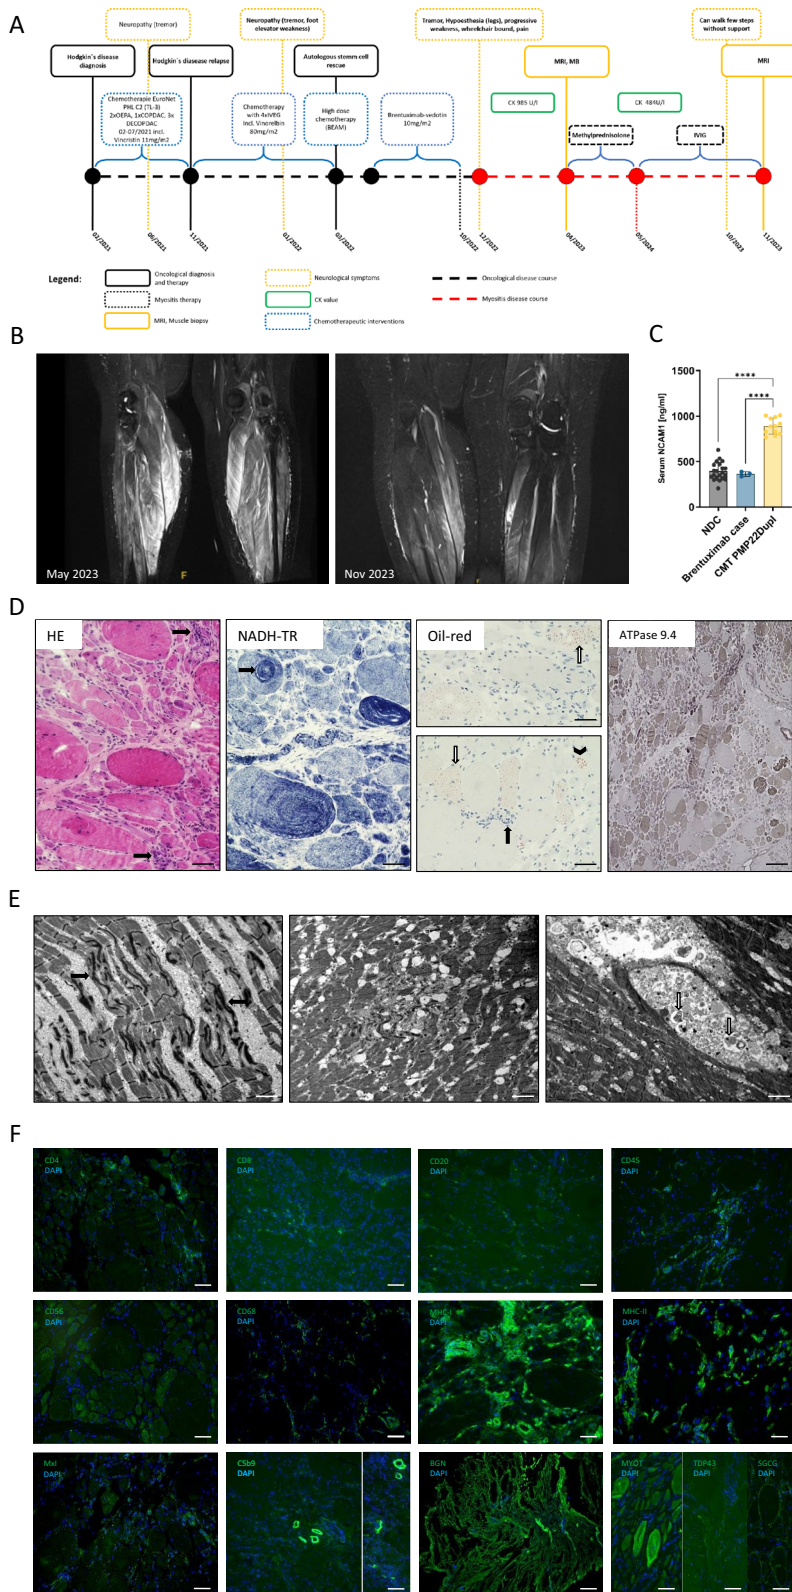 A
Neuropathy (tremor)
Neuropathy (tremor, foot
elevator weakness)
Tremor, Hypoesthesia (legs), progressive
weakness, wheelchair bound, pain
Can walk few steps
without support
Hodgkin´s disease
diagnosis
Hodgkin´s diasease relapse
Autologous stem cell
rescue
MRI, MB
MRI
Chemotherapie EuroNet
PHL C2 (TL-3)
2xOEPA, 1xCOPDAC, 3x
DECOPDAC
02-07/2021 incl.
Vincristin 11mg/m2
Chemotherapy
with 4xIVEG
Incl. Vinorelbin
80mg/m2
High dose
chemotherapy
(BEAM)
Brentuximab-vedotin
10mg/m2
CK 985 U/l
CK 484U/l
Methylprednisolone
IVIG
02/2021
06/2021
11/2021
01/2022
03/2022
10/2022
12/2022
04/2023
05/2024
10/2023
11/2023
Legend:
Oncological diagnosis
and therapy
Neurological symptoms
Oncological disease course
Myositis therapy
CK value
Myositis disease course
MRI, Muscle biopsy
Chemotherapeutic interventions
B
May 2023
F
Nov 2023
C
Serum NCAM1 [ng/ml]
1500
1000
500
0
****
****
NDC
Brentuximab case
CMT PMP22Dupl
D
HE
NADH-TR
Oil-red
ATPase 9.4
E
F
CD4
DAPI
CD8
DAPI
CD20
DAPI
CD45
DAPI
CD56
DAPI
CD68
DAPI
MHC-I
DAPI
MHC-II
DAPI
MxI
DAPI
C5b9
DAPI
BGN
DAPI
MYOT
DAPI
TDP43
SGCG